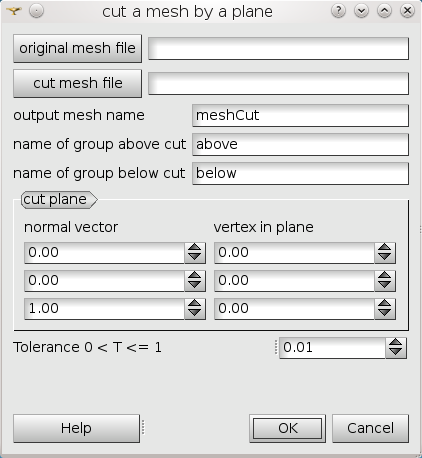 cut a mesh by a plane
original mesh file
cut mesh file
output mesh name meshCut
name of group above cut above
name of group below cut below
cut plane
normal vector vertex in plane
0.00 0.00
0.00 0.00
1.00 0.00
Tolerance 0 < T <= 1 0.01
Help OK Cancel